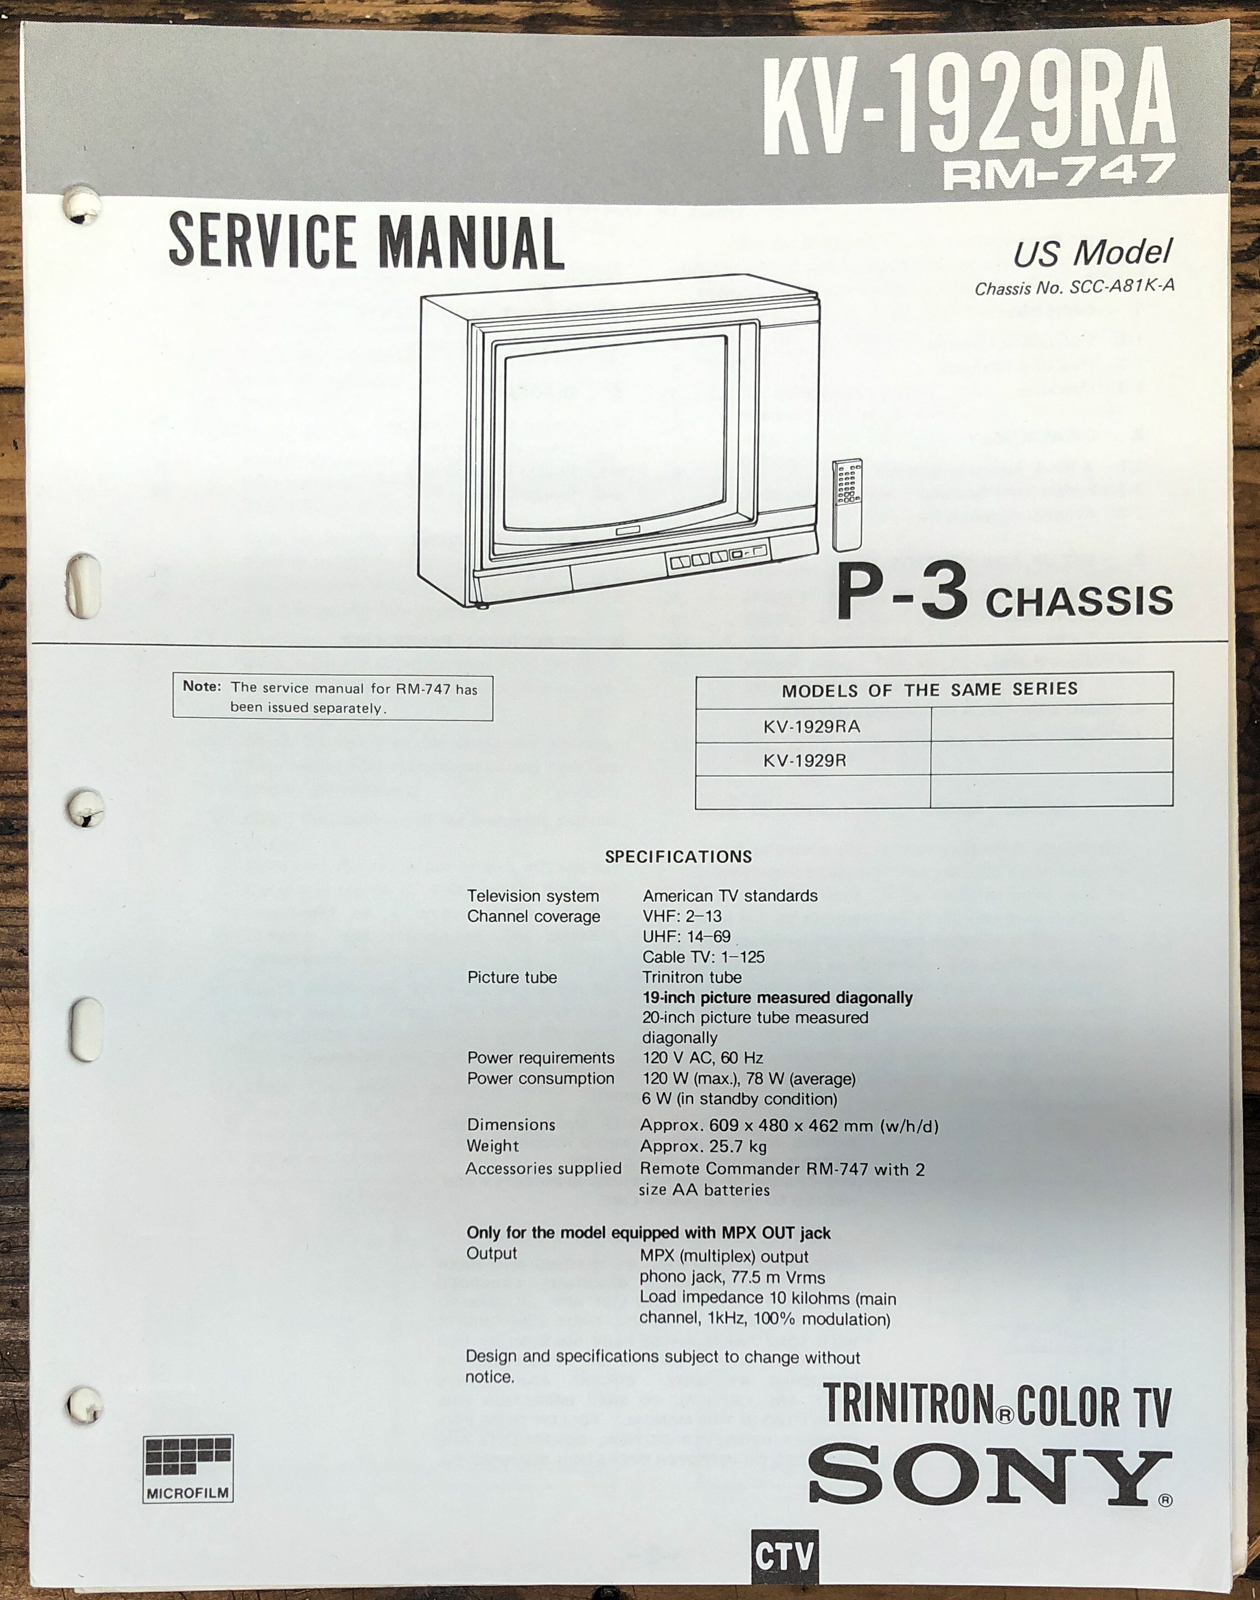 KV-1929RA
RM-747
SERVICE MANUAL
US Model
Chassis No. SCC-A81K-A
P-3 CHASSIS
Note: The service manual for RM-747 has
been issued separately.
MODELS OF THE SAME SERIES
KV-1929RA
KV-1929R
SPECIFICATIONS
Television system American TV standards
Channel coverage VHF: 2–13
UHF: 14–69
Cable TV: 1–125
Picture tube Trinitron tube
19-inch picture measured diagonally
20-inch picture tube measured
diagonally
Power requirements 120 V AC, 60 Hz
Power consumption 120 W (max.), 78 W (average)
6 W (in standby condition)
Dimensions Approx. 609 x 480 x 462 mm (w/h/d)
Weight Approx. 25.7 kg
Accessories supplied Remote Commander RM-747 with 2
size AA batteries
Only for the model equipped with MPX OUT jack
Output MPX (multiplex) output
phono jack, 77.5 m Vrms
Load impedance 10 kilohms (main
channel, 1kHz, 100% modulation)
Design and specifications subject to change without
notice.
TRINITRON® COLOR TV
SONY®
MICROFILM
CTV